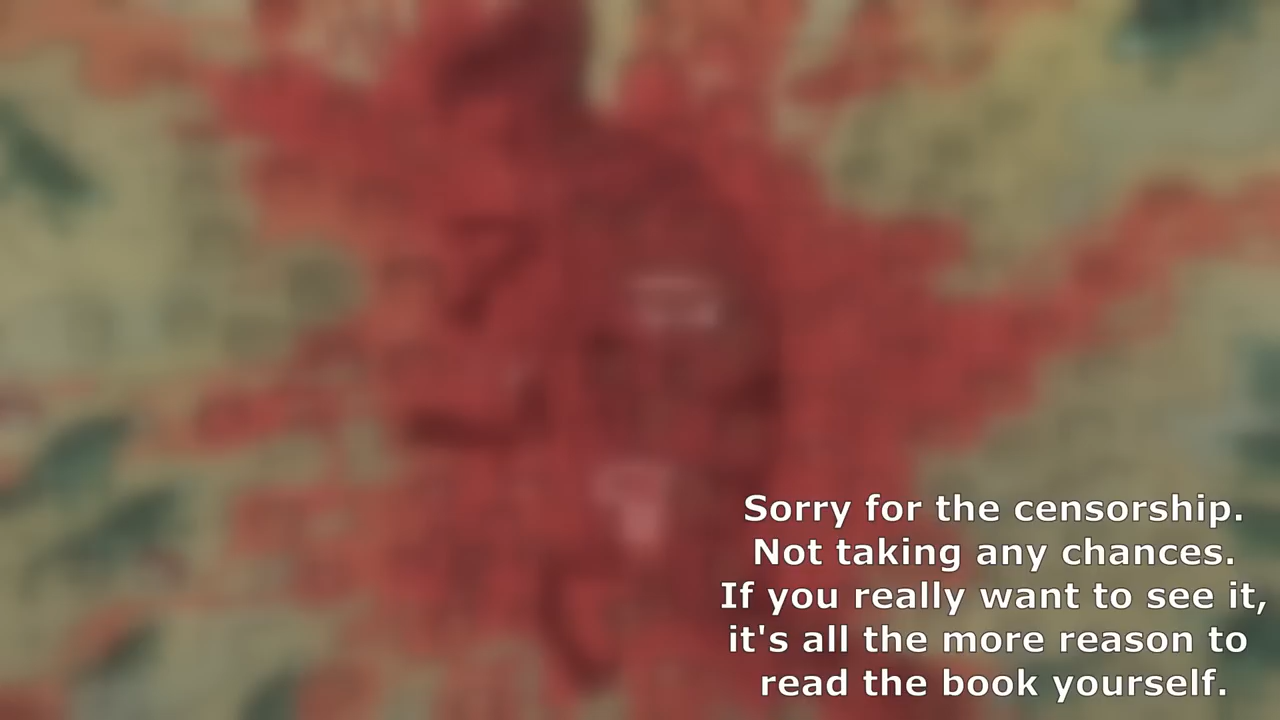 Sorry for the censorship.
Not taking any chances.
If you really want to see it,
it's all the more reason to
read the book yourself.